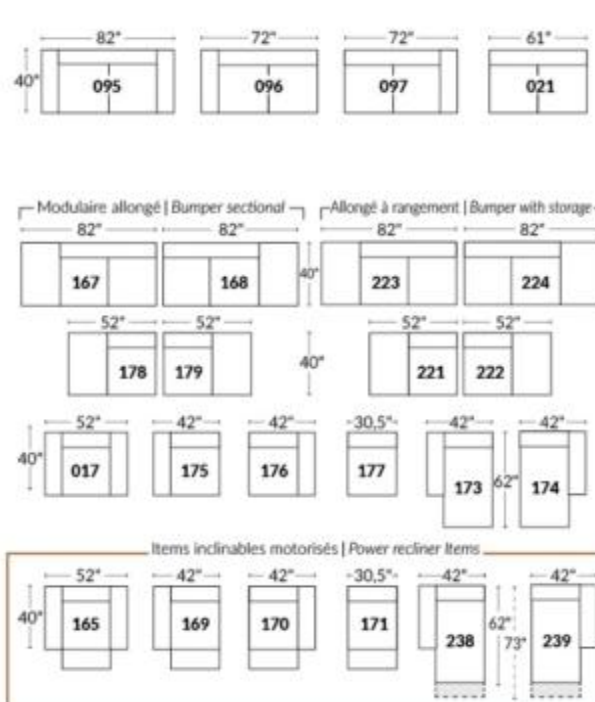 82" 72" 72" 61"
40" 095 096 097 021
Modulaire allongé | Bumper sectional Allongé à rangement | Bumper with storage
82" 82" 82" 82"
167 168 40" 223 224
52" 52" 52" 52"
178 179 40" 221 222
52" 42" 42" 30,5" 42" 42"
40" 017 175 176 177 173 62" 174
Items inclinables motorisés | Power recliner Items
52" 42" 42" 30,5" 42" 42"
40" 165 169 170 171 238 62" 73" 239